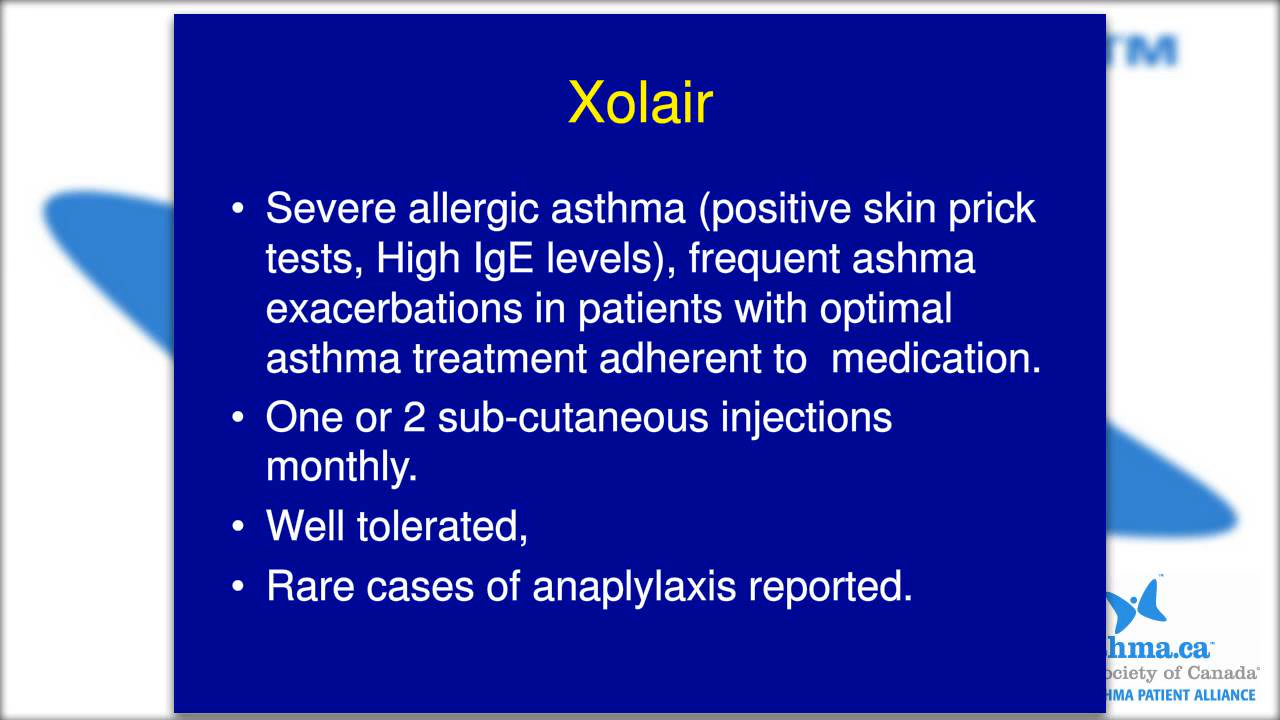 TM
Xolair
• Severe allergic asthma (positive skin prick
tests, High IgE levels), frequent ashma
exacerbations in patients with optimal
asthma treatment adherent to  medication.
• One or 2 sub-cutaneous injections
monthly.
• Well tolerated,
• Rare cases of anaplylaxis reported.
hma.ca™
ociety of Canada
HMA PATIENT ALLIANCE